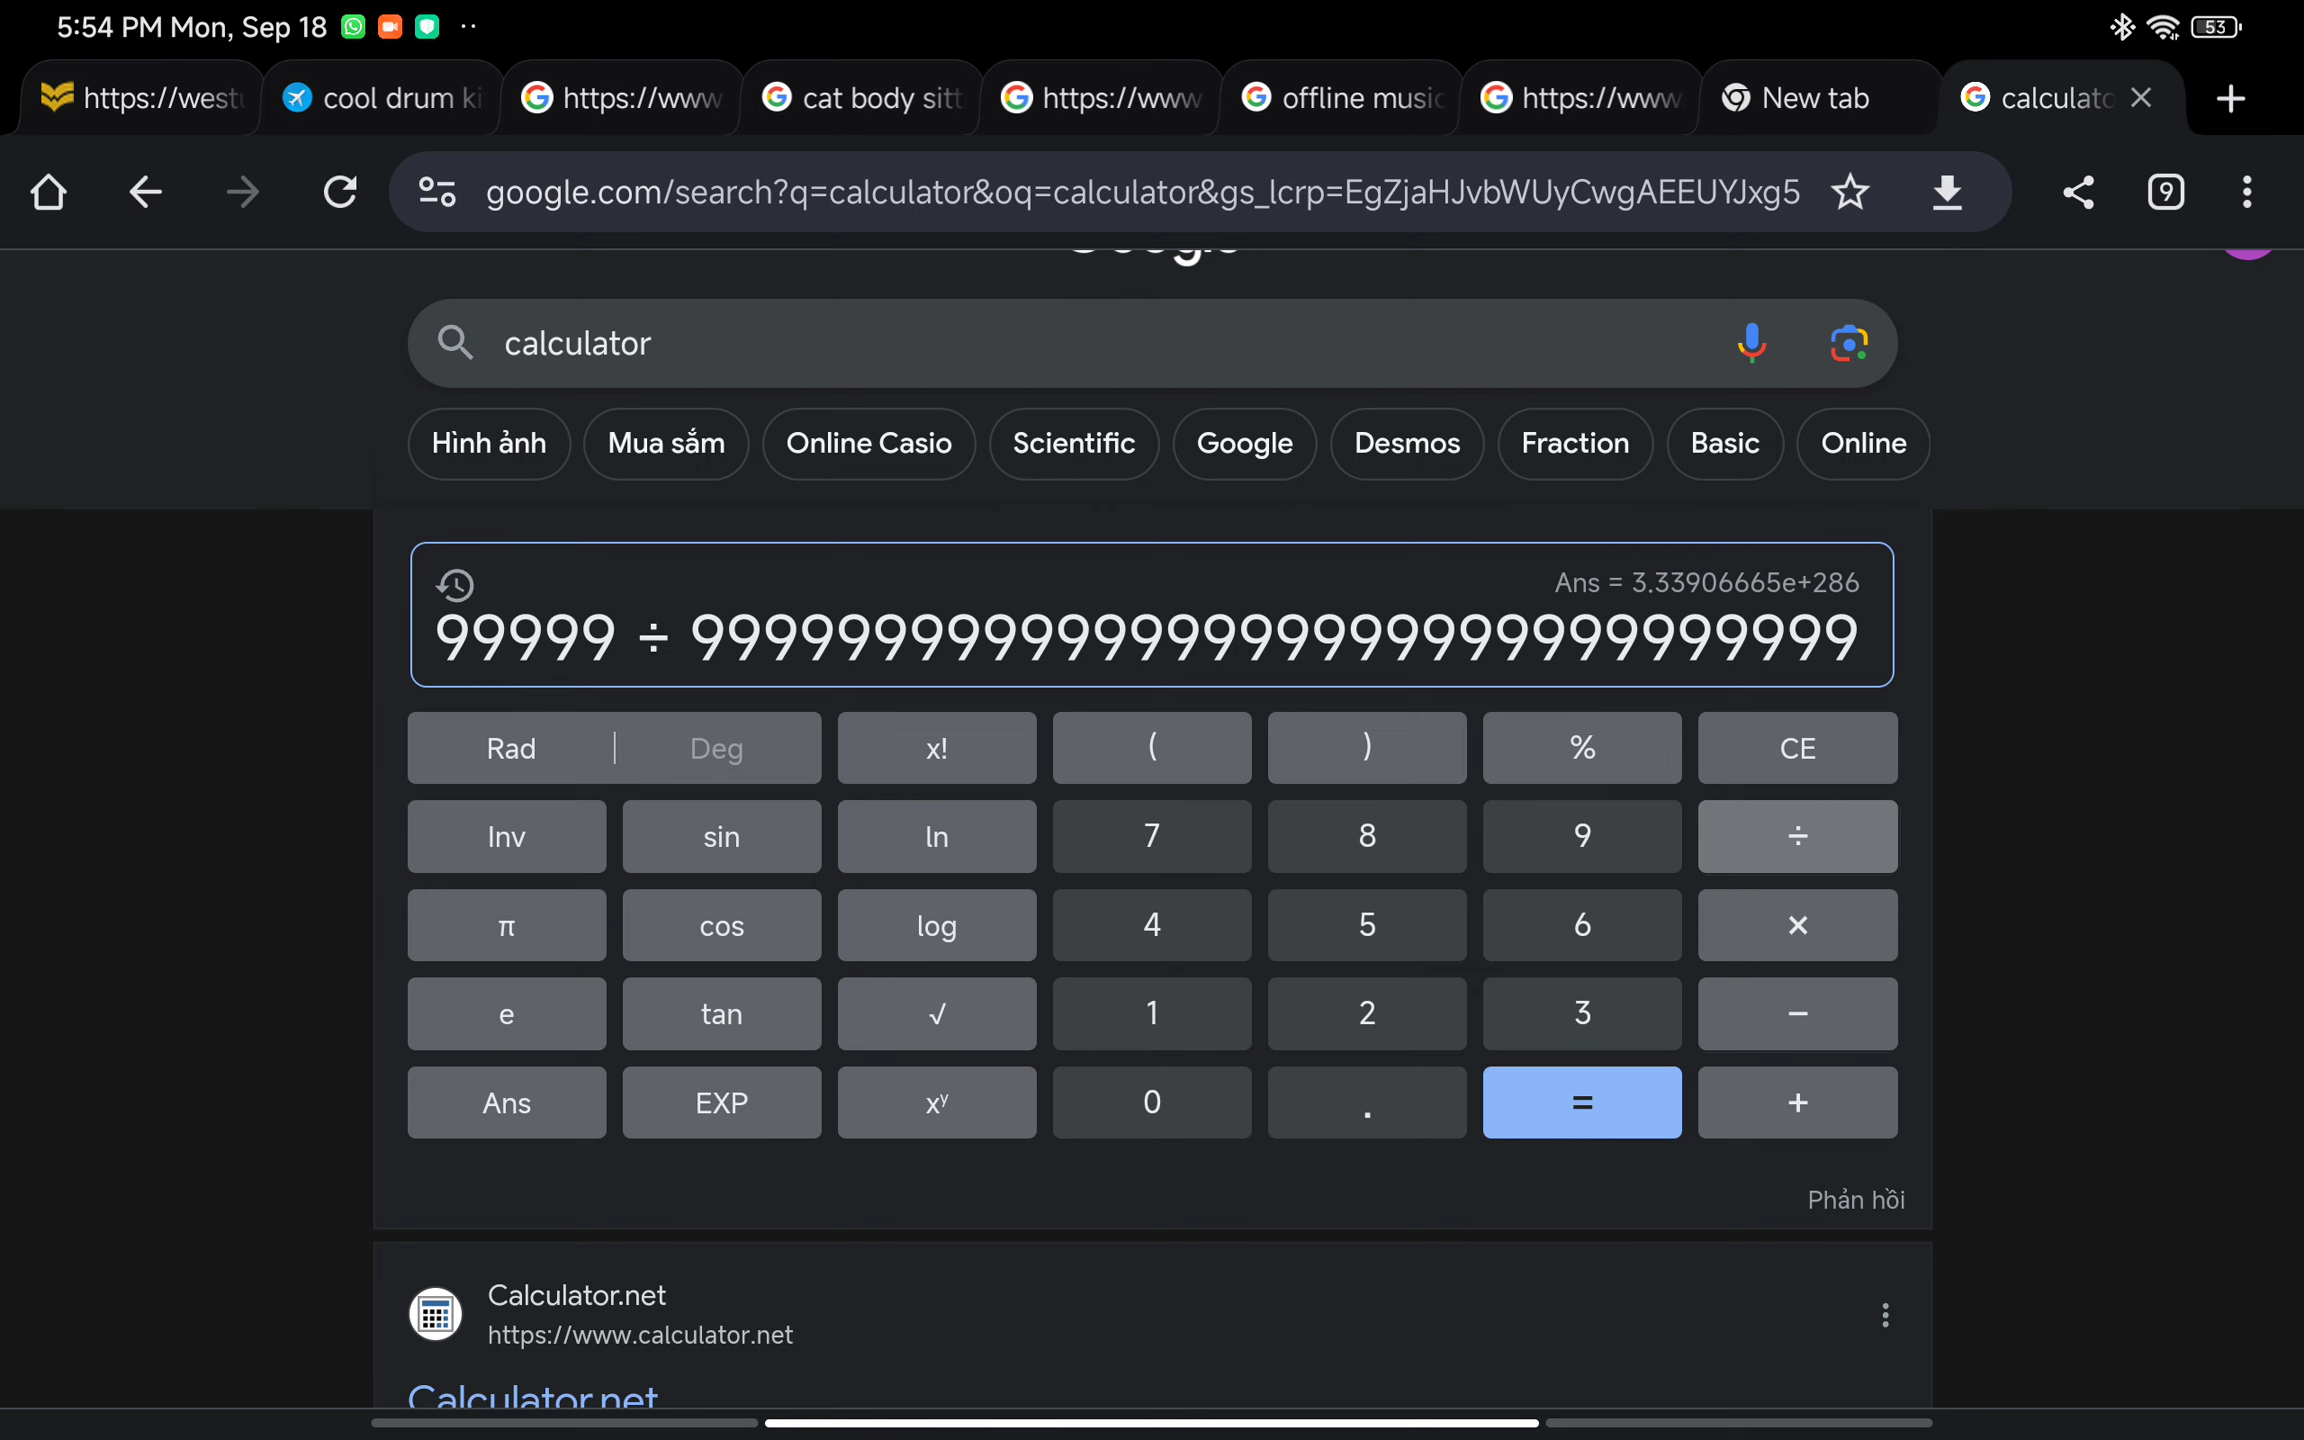 5:54 PM Mon, Sep 18
53
https://westu
cool drum ki
https://www
cat body sitt
https://www.
offline music
https://www.
New tab
calculato
google.com/search?q=calculator&oq=calculator&gs_lcrp=EgZjaHJvbWUyCwgAEEUYJxg5
9
Google
calculator
Hình ảnh Mua sắm Online Casio Scientific Google Desmos Fraction Basic Online
Ans = 3.33906665e+286
99999 ÷ 99999999999999999999999999999999
Rad | Deg x! ( ) % CE
Inv sin ln 7 8 9 ÷
π cos log 4 5 6 ×
e tan √ 1 2 3 −
Ans EXP xʸ 0 . = +
Phản hồi
Calculator.net
https://www.calculator.net
Calculator.net